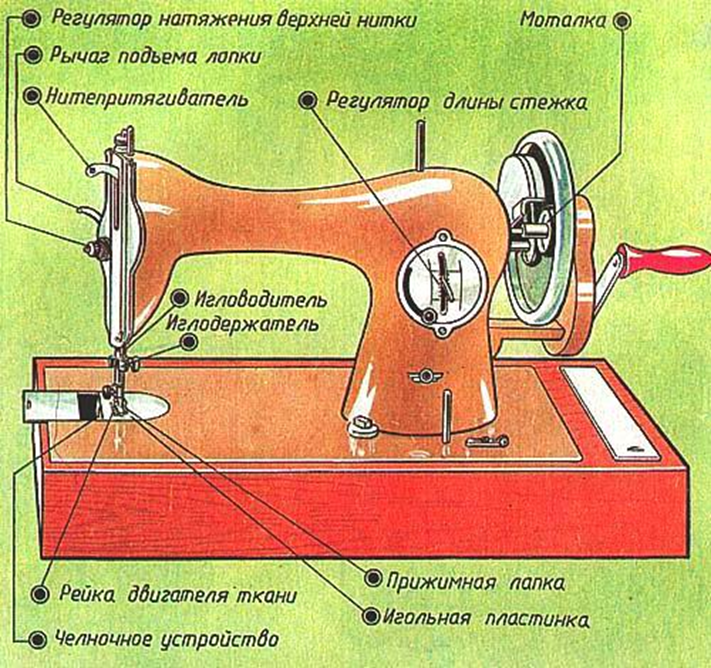 Регулятор натяжения верхней нитки
Моталка
Рычаг подъема лапки
Нитепритягиватель
Регулятор длины стежка
Игловодитель
Иглодержатель
Прижимная лапка
Рейка двигателя ткани
Игольная пластинка
Челночное устройство